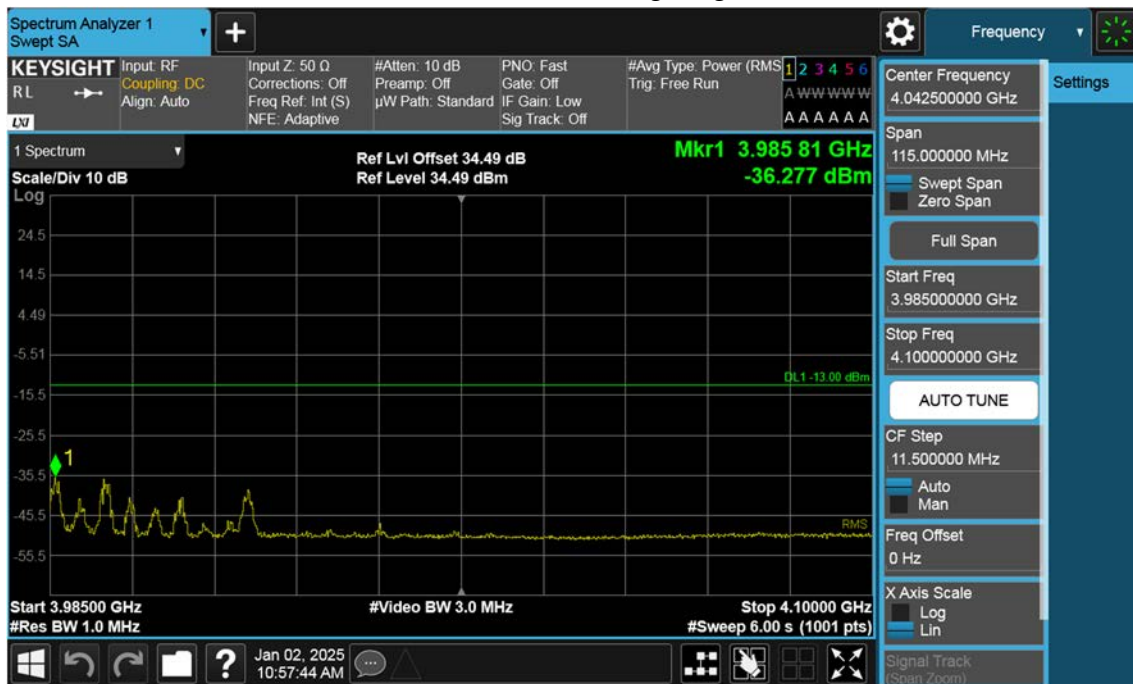 Spectrum Analyzer 1
Swept SA
Frequency
KEYSIGHT
RL
LXI
Input: RF
Coupling: DC
Align: Auto
Input Z: 50 Ω
Corrections: Off
Freq Ref: Int (S)
NFE: Adaptive
#Atten: 10 dB
Preamp: Off
µW Path: Standard
PNO: Fast
Gate: Off
IF Gain: Low
Sig Track: Off
#Avg Type: Power (RMS
Trig: Free Run
1 2 3 4 5 6
A W W W W W
A A A A A A
1 Spectrum
Scale/Div 10 dB
Ref Lvl Offset 34.49 dB
Ref Level 34.49 dBm
Mkr1 3.985 81 GHz
-36.277 dBm
Log
24.5
14.5
4.49
-5.51
DL1 -13.00 dBm
-15.5
-25.5
1
-35.5
-45.5
RMS
-55.5
Start 3.98500 GHz
#Video BW 3.0 MHz
Stop 4.10000 GHz
#Res BW 1.0 MHz
#Sweep 6.00 s (1001 pts)
Jan 02, 2025
10:57:44 AM
Center Frequency
4.042500000 GHz
Settings
Span
115.000000 MHz
Swept Span
Zero Span
Full Span
Start Freq
3.985000000 GHz
Stop Freq
4.100000000 GHz
AUTO TUNE
CF Step
11.500000 MHz
Auto
Man
Freq Offset
0 Hz
X Axis Scale
Log
Lin
Signal Track
(Span Zoom)